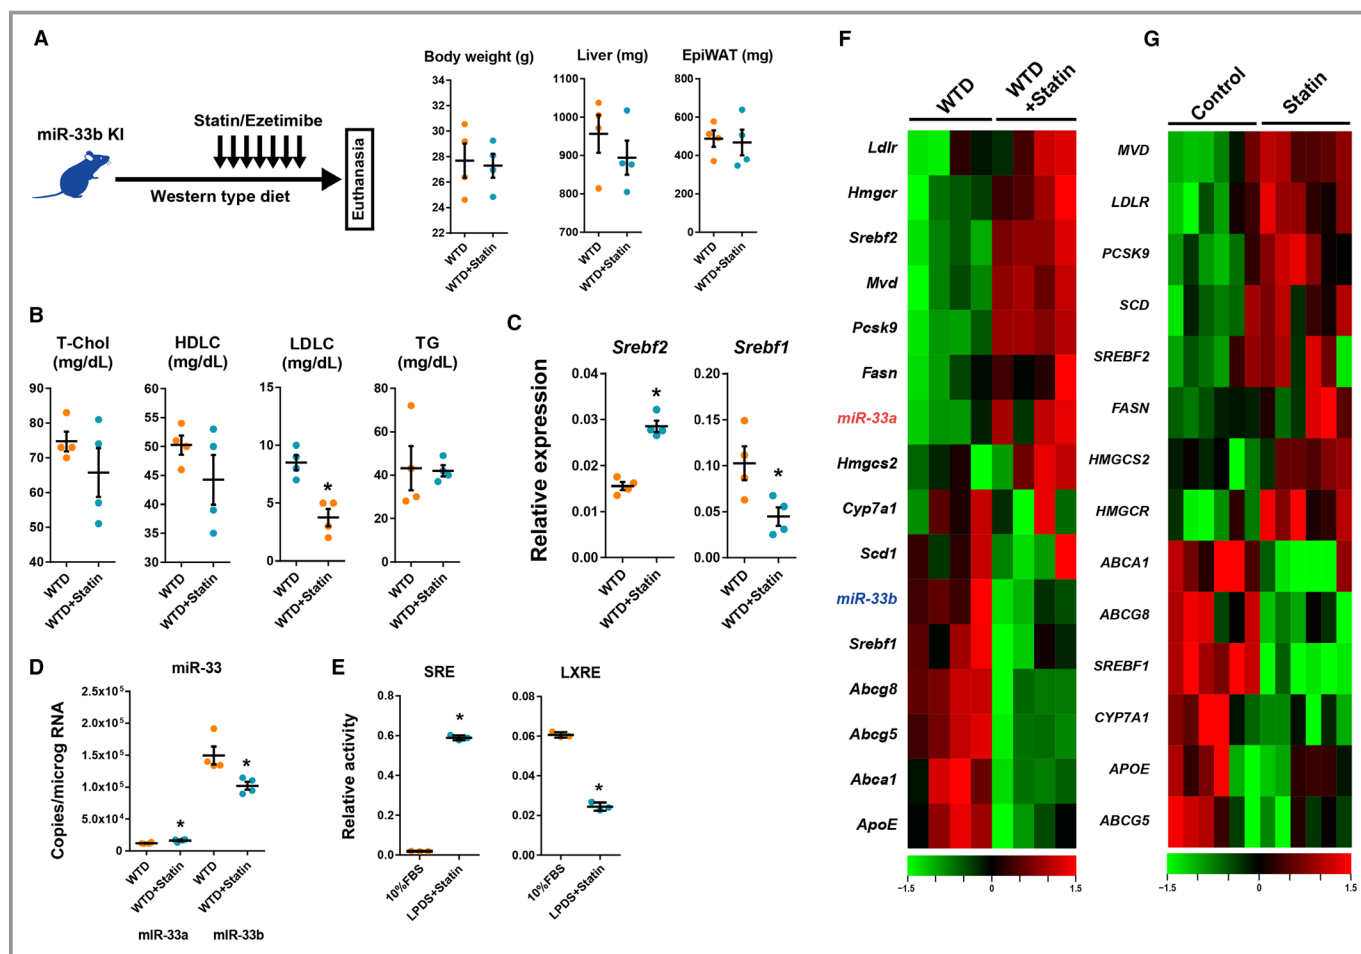 A
miR-33b KI
Statin/Ezetimibe
Western type diet
Euthanasia
Body weight (g)
34
32
30
28
26
24
22
WTD
WTD+Statin
Liver (mg)
1100
1000
900
800
700
WTD
WTD+Statin
EpiWAT (mg)
800
600
400
200
0
WTD
WTD+Statin
B
T-Chol
(mg/dL)
90
80
70
60
50
40
WTD
WTD+Statin
HDLC
(mg/dL)
60
55
50
45
40
35
30
WTD
WTD+Statin
LDLC
(mg/dL)
15
10
5
0
*
WTD
WTD+Statin
TG
(mg/dL)
80
60
40
20
0
WTD
WTD+Statin
C
Relative expression
Srebf2
0.04
0.03
0.02
0.01
0.00
*
WTD
WTD+Statin
Srebf1
0.20
0.15
0.10
0.05
0.00
*
WTD
WTD+Statin
D
miR-33
Copies/microg RNA
2.5x10⁵
2.0x10⁵
1.5x10⁵
1.0x10⁵
5.0x10⁴
0
*
*
WTD
WTD+Statin
WTD
WTD+Statin
mIR-33a
mIR-33b
E
Relative activity
SRE
0.8
0.6
0.4
0.2
0.0
*
10%FBS
LPDS+Statin
LXRE
0.08
0.06
0.04
0.02
0.00
*
10%FBS
LPDS+Statin
F
WTD
WTD
+Statin
Ldlr
Hmgcr
Srebf2
Mvd
Pcsk9
Fasn
miR-33a
Hmgcs2
Cyp7a1
Scd1
miR-33b
Srebf1
Abcg8
Abcg5
Abca1
ApoE
−1.5
0
1.5
G
Control
Statin
MVD
LDLR
PCSK9
SCD
SREBF2
FASN
HMGCS2
HMGCR
ABCA1
ABCG8
SREBF1
CYP7A1
APOE
ABCG5
−1.5
0
1.5